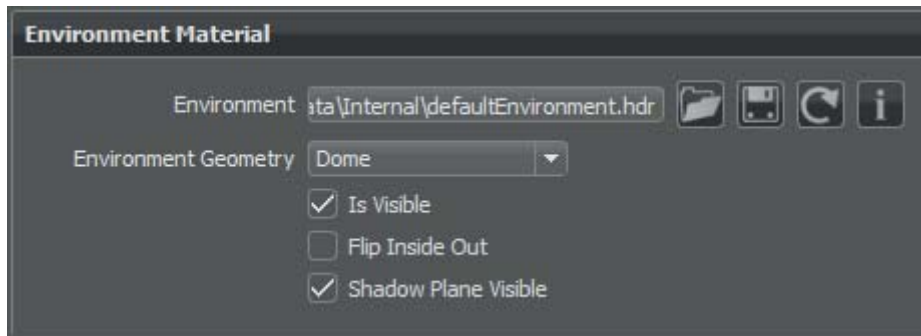 Environment Material
Environment ata\Internal\defaultEnvironment.hdr i
Environment Geometry Dome
Is Visible
Flip Inside Out
Shadow Plane Visible